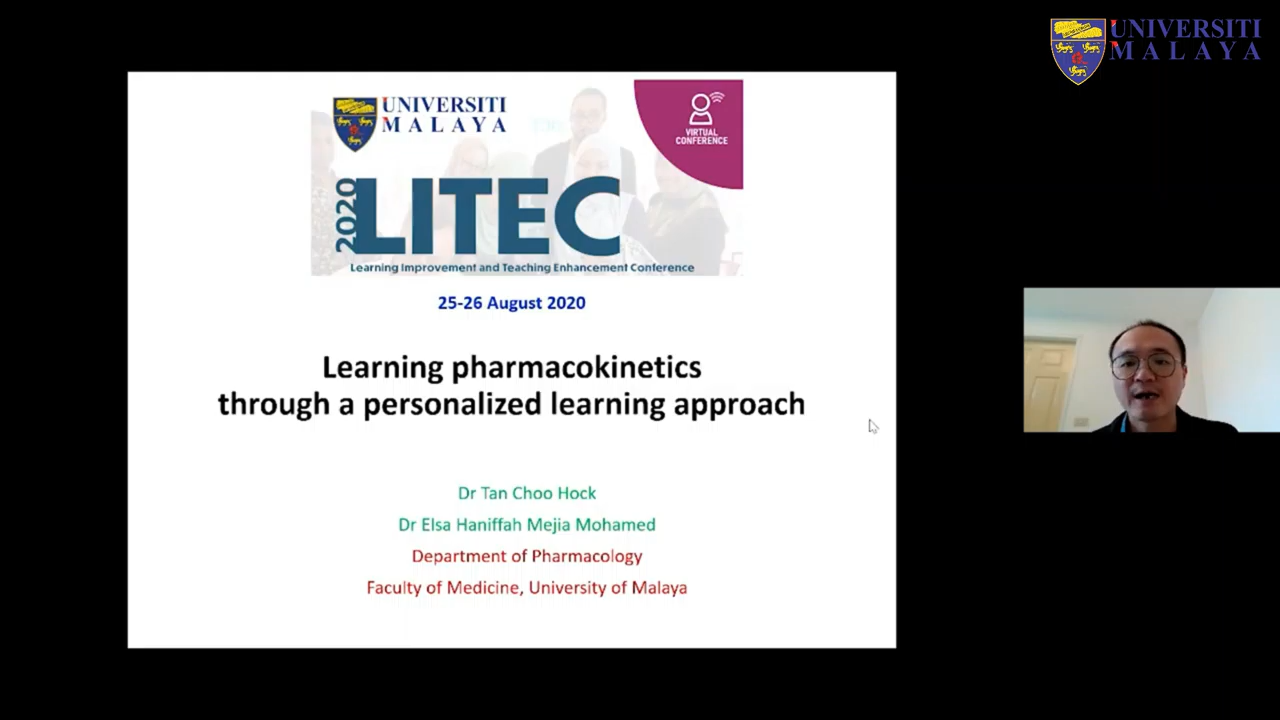 UNIVERSITI
MALAYA
UNIVERSITI
MALAYA
VIRTUAL
CONFERENCE
2020
LITEC
Learning Improvement and Teaching Enhancement Conference
25-26 August 2020
Learning pharmacokinetics
through a personalized learning approach
Dr Tan Choo Hock
Dr Elsa Haniffah Mejia Mohamed
Department of Pharmacology
Faculty of Medicine, University of Malaya